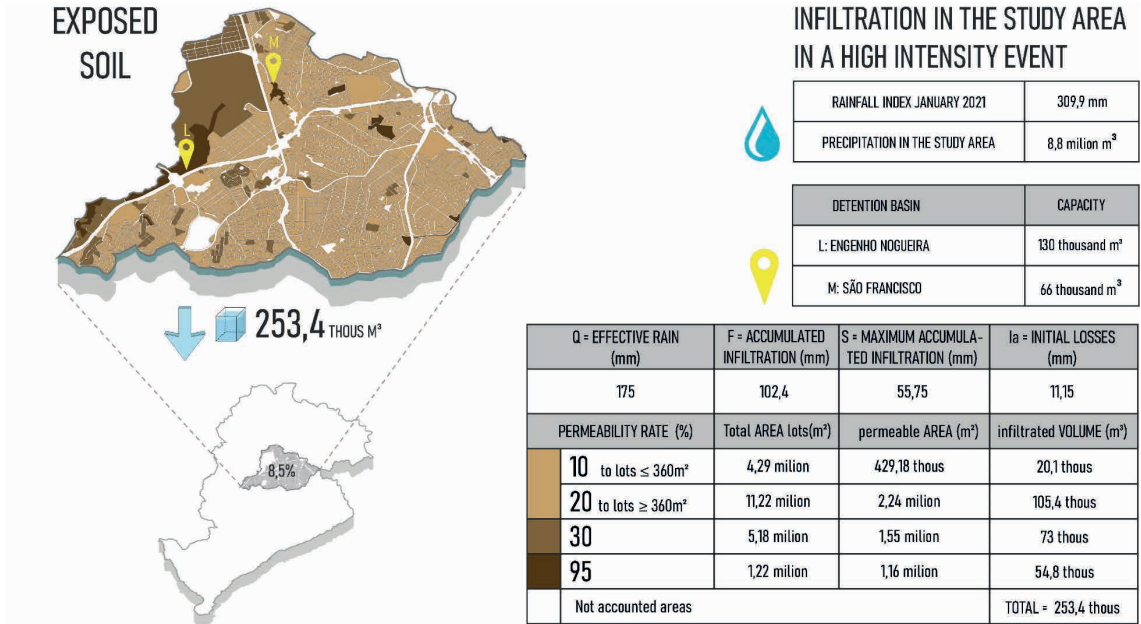 EXPOSED
SOIL
M
L
253,4 THOUS M³
8,5%
INFILTRATION IN THE STUDY AREA
IN A HIGH INTENSITY EVENT
RAINFALL INDEX JANUARY 2021 309,9 mm
PRECIPITATION IN THE STUDY AREA 8,8 milion m³
DETENTION BASIN CAPACITY
L: ENGENHO NOGUEIRA 130 thousand m³
M: SÃO FRANCISCO 66 thousand m³
Q = EFFECTIVE RAIN
(mm)
F = ACCUMULATED
INFILTRATION (mm)
S = MAXIMUM ACCUMULA-
TED INFILTRATION (mm)
Ia = INITIAL LOSSES
(mm)
175 102,4 55,75 11,15
PERMEABILITY RATE (%) Total AREA lots(m²) permeable AREA (m²) infiltrated VOLUME (m³)
10 to lots ≤ 360m² 4,29 milion 429,18 thous 20,1 thous
20 to lots ≥ 360m² 11,22 milion 2,24 milion 105,4 thous
30 5,18 milion 1,55 milion 73 thous
95 1,22 milion 1,16 milion 54,8 thous
Not accounted areas TOTAL = 253,4 thous